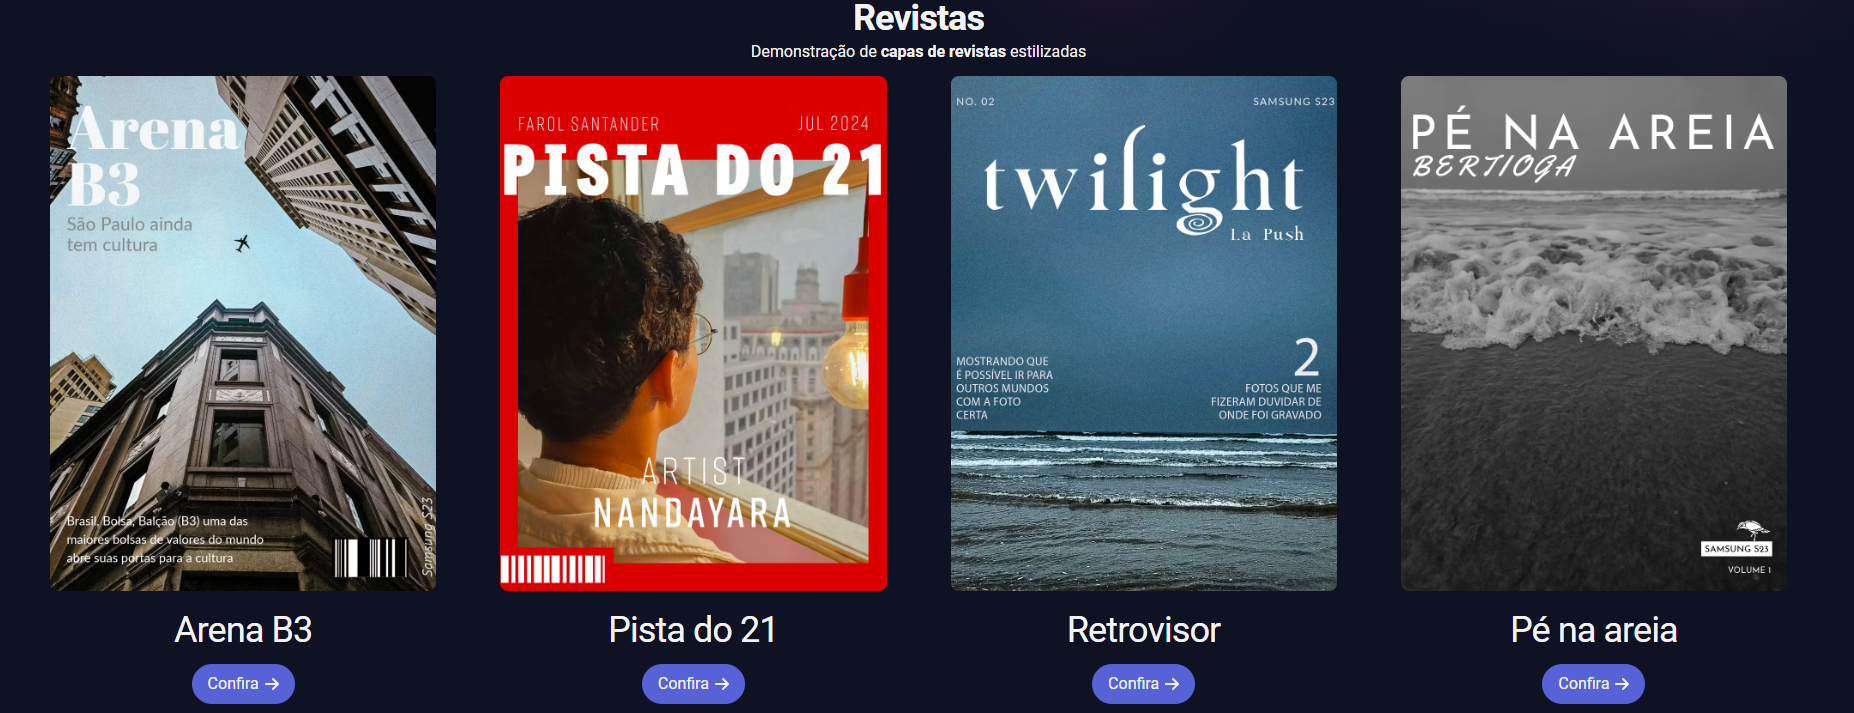 Revistas
Demonstração de capas de revistas estilizadas
Arena
B3
São Paulo ainda
tem cultura
Brasil, Bolsa, Balção (B3) uma das
maiores bolsas de valores do mundo
abre suas portas para a cultura
Samsung S23
FAROL SANTANDER
JUL 2024
PISTA DO 21
ARTIST
NANDAYARA
NO. 02
SAMSUNG S23
twilight
La Push
MOSTRANDO QUE
É POSSÍVEL IR PARA
OUTROS MUNDOS
COM A FOTO
CERTA
2
FOTOS QUE ME
FIZERAM DUVIDAR DE
ONDE FOI GRAVADO
PÉ NA AREIA
BERTIOGA
SAMSUNG S23
VOLUME 1
Arena B3
Pista do 21
Retrovisor
Pé na areia
Confira →
Confira →
Confira →
Confira →